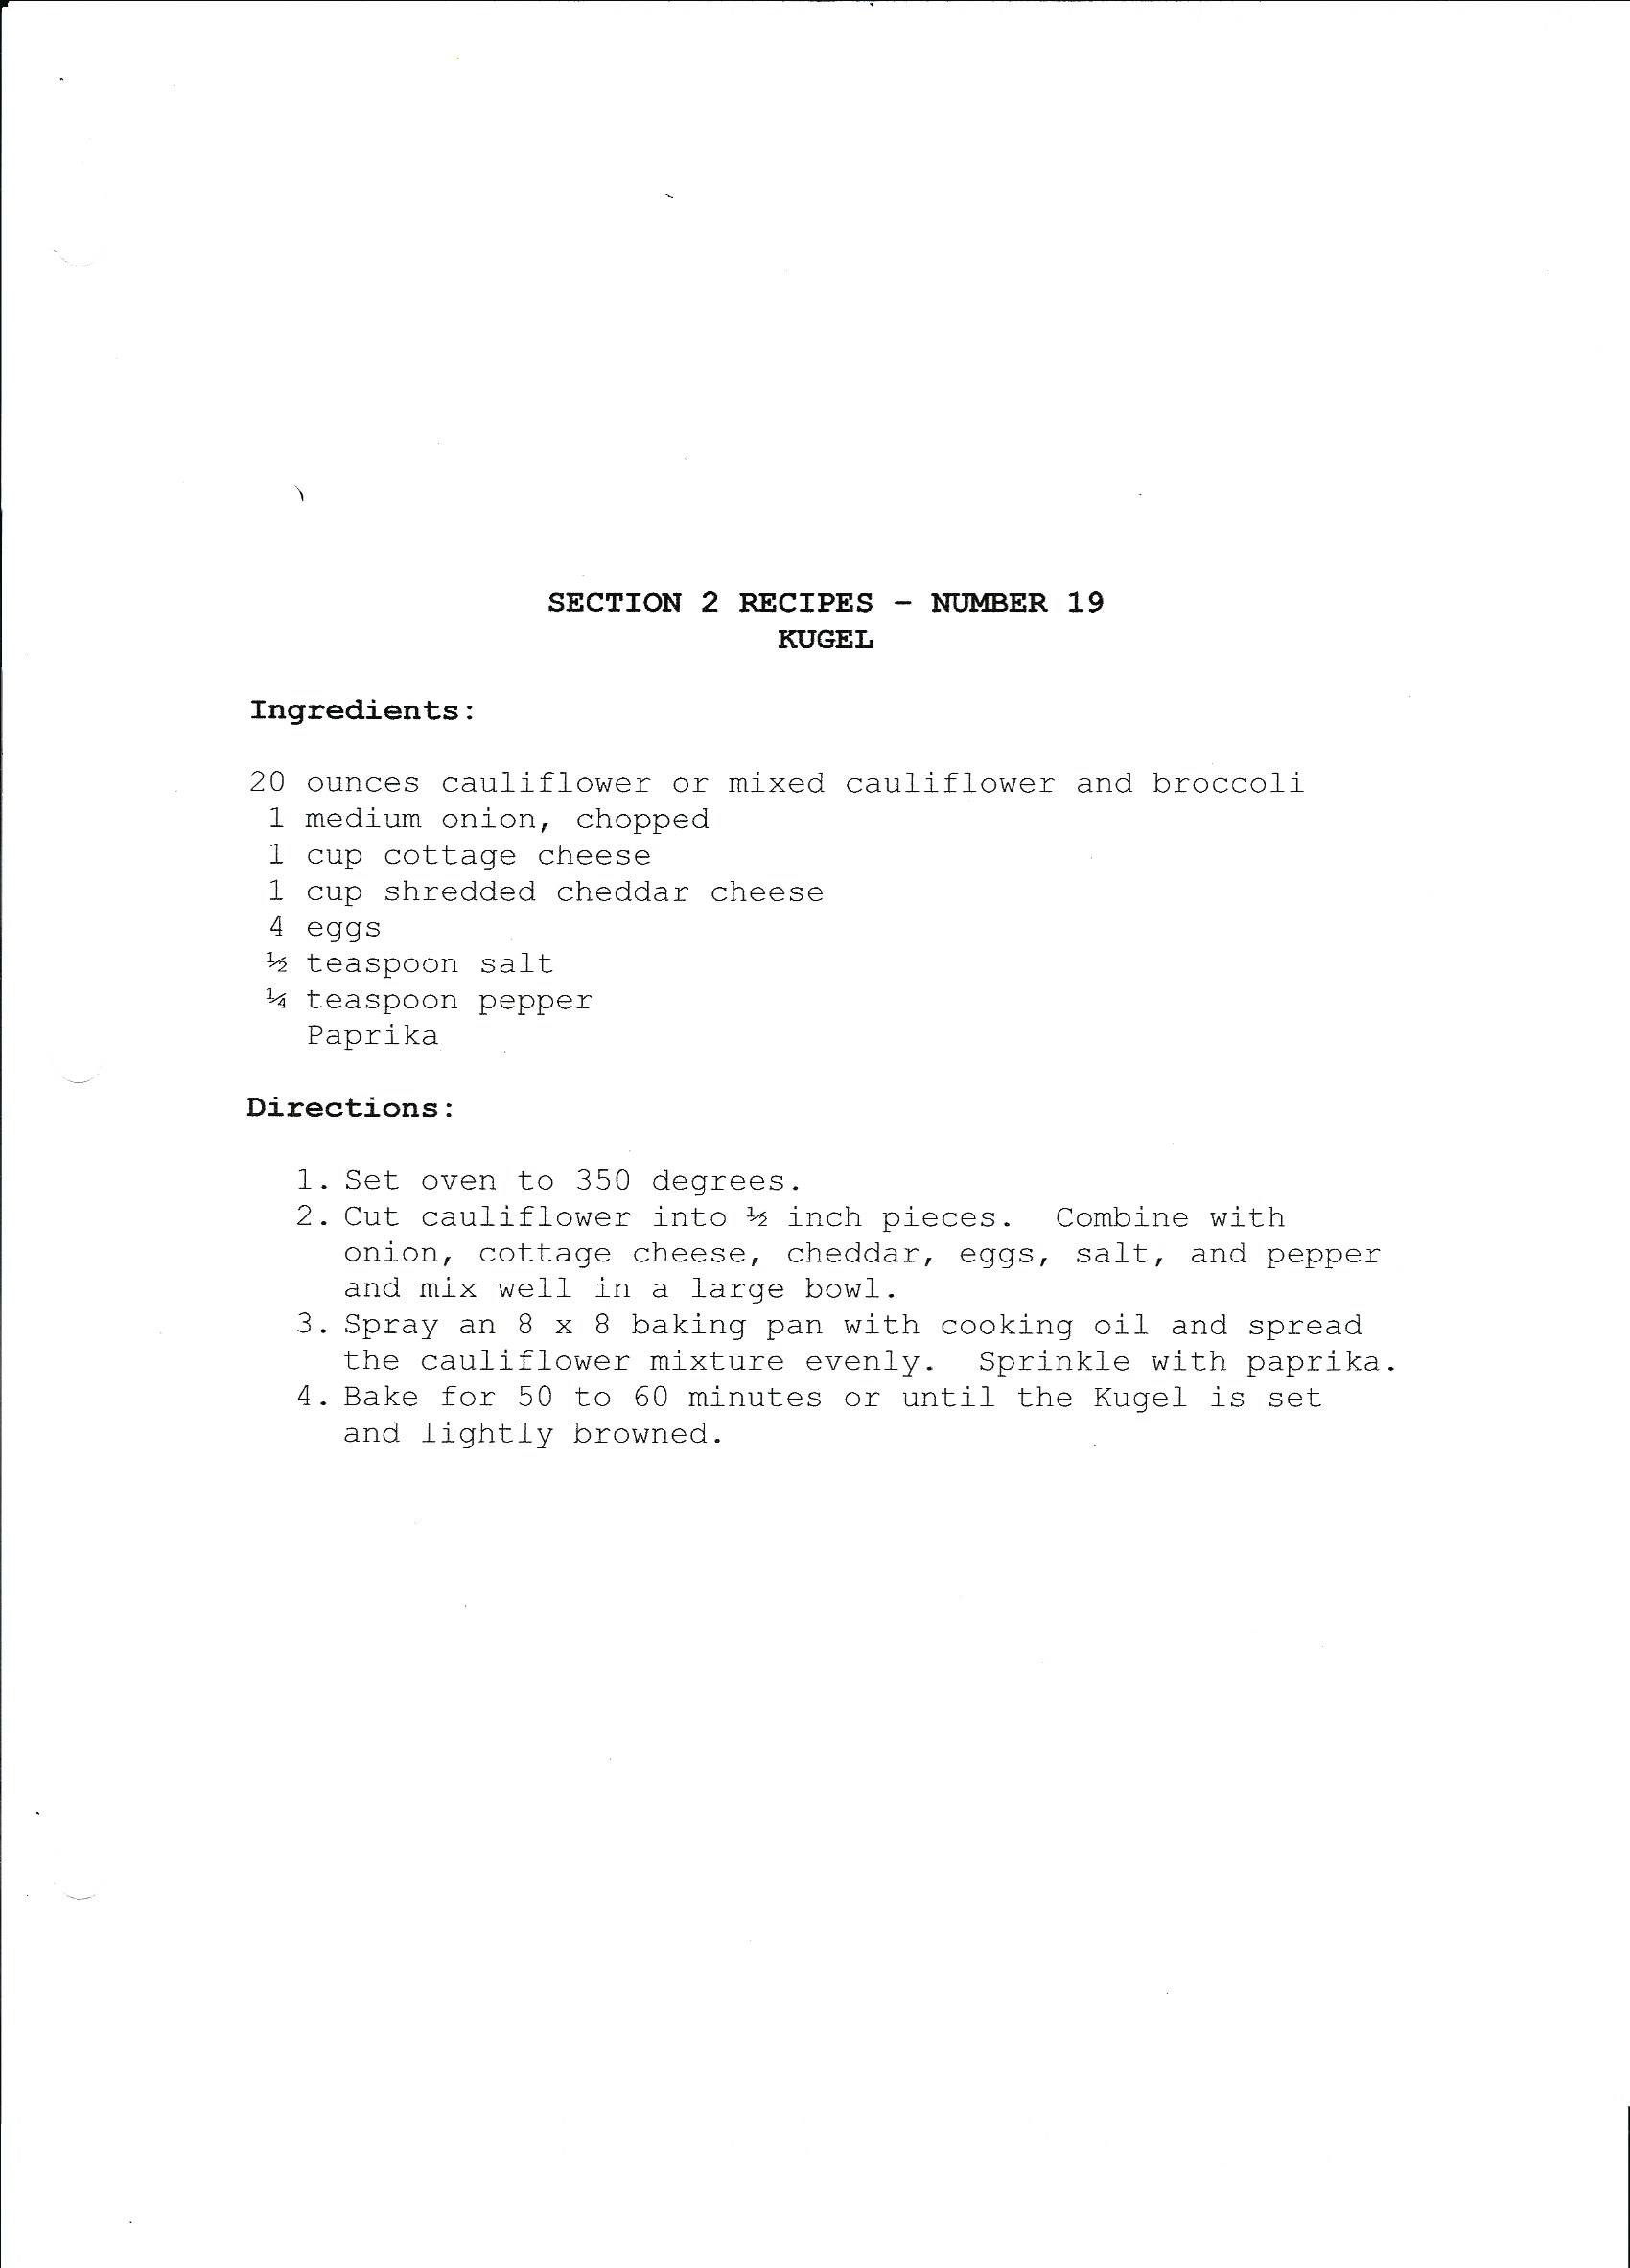 SECTION 2 RECIPES - NUMBER 19
KUGEL
Ingredients:
20 ounces cauliflower or mixed cauliflower and broccoli
1 medium onion, chopped
1 cup cottage cheese
1 cup shredded cheddar cheese
4 eggs
½ teaspoon salt
¼ teaspoon pepper
Paprika
Directions:
1. Set oven to 350 degrees.
2. Cut cauliflower into ½ inch pieces. Combine with
onion, cottage cheese, cheddar, eggs, salt, and pepper
and mix well in a large bowl.
3. Spray an 8 x 8 baking pan with cooking oil and spread
the cauliflower mixture evenly. Sprinkle with paprika.
4. Bake for 50 to 60 minutes or until the Kugel is set
and lightly browned.